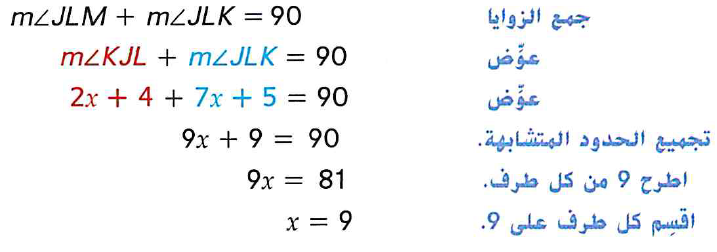 m∠JLM + m∠JLK = 90 جمع الزوايا
m∠KJL + m∠JLK = 90 عوِّض
2x + 4 + 7x + 5 = 90 عوِّض
9x + 9 = 90 تجميع الحدود المتشابهة.
9x = 81 اطرح 9 من كل طرف.
x = 9 اقسِم كل طرف على 9.